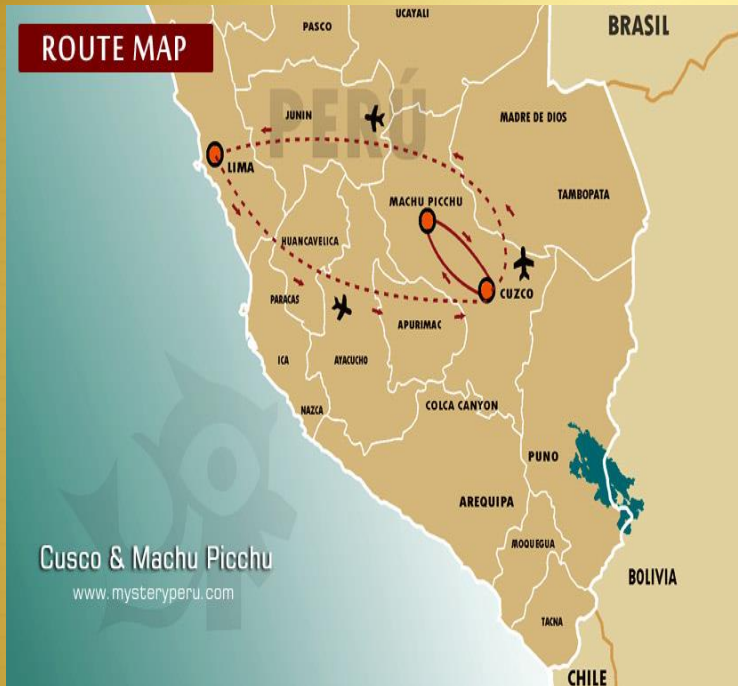 ROUTE MAP
PASCO
UCAYALI
BRASIL
PERÚ
JUNIN
MADRE DE DIOS
LIMA
TAMBOPATA
MACHU PICCHU
HUANCAVELICA
CUZCO
PARACAS
APURIMAC
ICA
AYACUCHO
NAZCA
COLCA CANYON
PUNO
AREQUIPA
MOQUEGUA
Cusco & Machu Picchu
www.mysteryperu.com
BOLIVIA
TACNA
CHILE